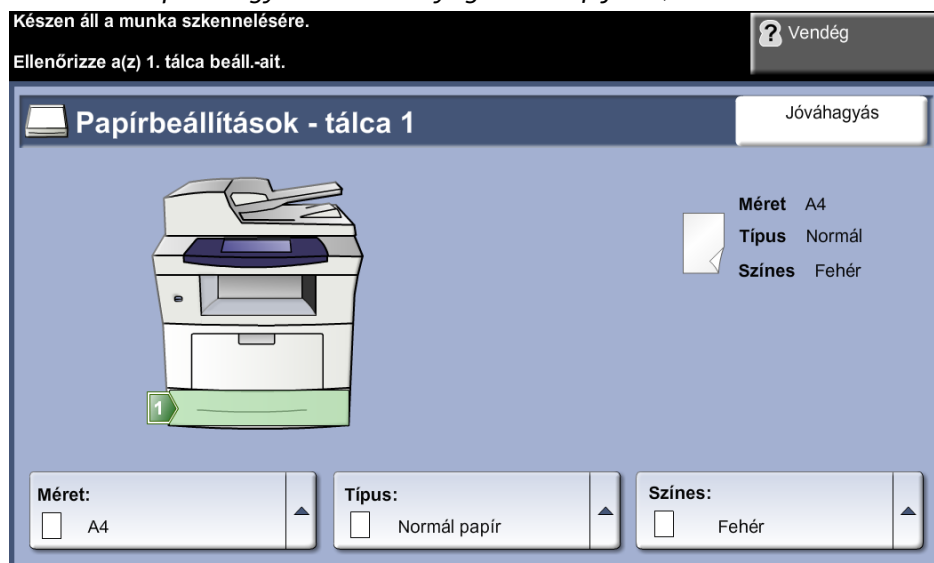 Készen áll a munka szkennelésére.
Ellenőrizze a(z) 1. tálca beáll.-ait.
? Vendég
Papírbeállítások - tálca 1
Jóváhagyás
Méret A4
Típus Normál
Színes Fehér
1
Méret:
A4
Típus:
Normál papír
Színes:
Fehér